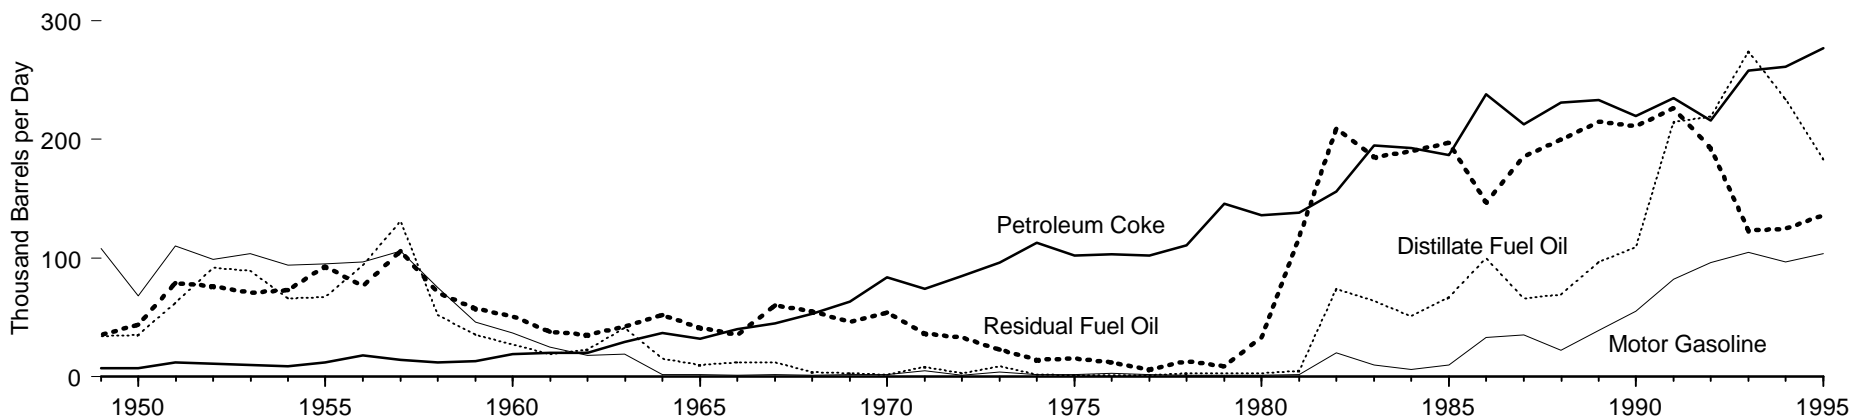 300
200
100
0
Thousand Barrels per Day
Petroleum Coke
Distillate Fuel Oil
Residual Fuel Oil
Motor Gasoline
1950 1955 1960 1965 1970 1975 1980 1985 1990 1995